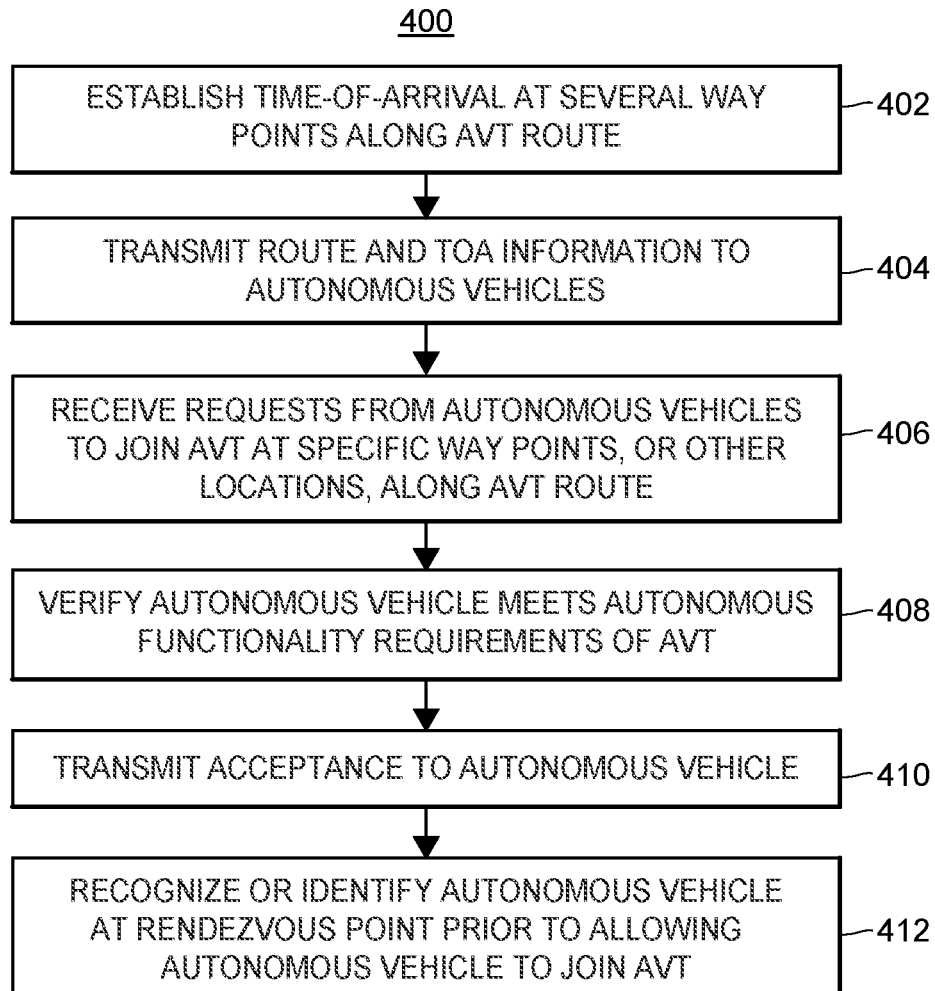 400
ESTABLISH TIME-OF-ARRIVAL AT SEVERAL WAY
POINTS ALONG AVT ROUTE
402
TRANSMIT ROUTE AND TOA INFORMATION TO
AUTONOMOUS VEHICLES
404
RECEIVE REQUESTS FROM AUTONOMOUS VEHICLES
TO JOIN AVT AT SPECIFIC WAY POINTS, OR OTHER
LOCATIONS, ALONG AVT ROUTE
406
VERIFY AUTONOMOUS VEHICLE MEETS AUTONOMOUS
FUNCTIONALITY REQUIREMENTS OF AVT
408
TRANSMIT ACCEPTANCE TO AUTONOMOUS VEHICLE
410
RECOGNIZE OR IDENTIFY AUTONOMOUS VEHICLE
AT RENDEZVOUS POINT PRIOR TO ALLOWING
AUTONOMOUS VEHICLE TO JOIN AVT
412